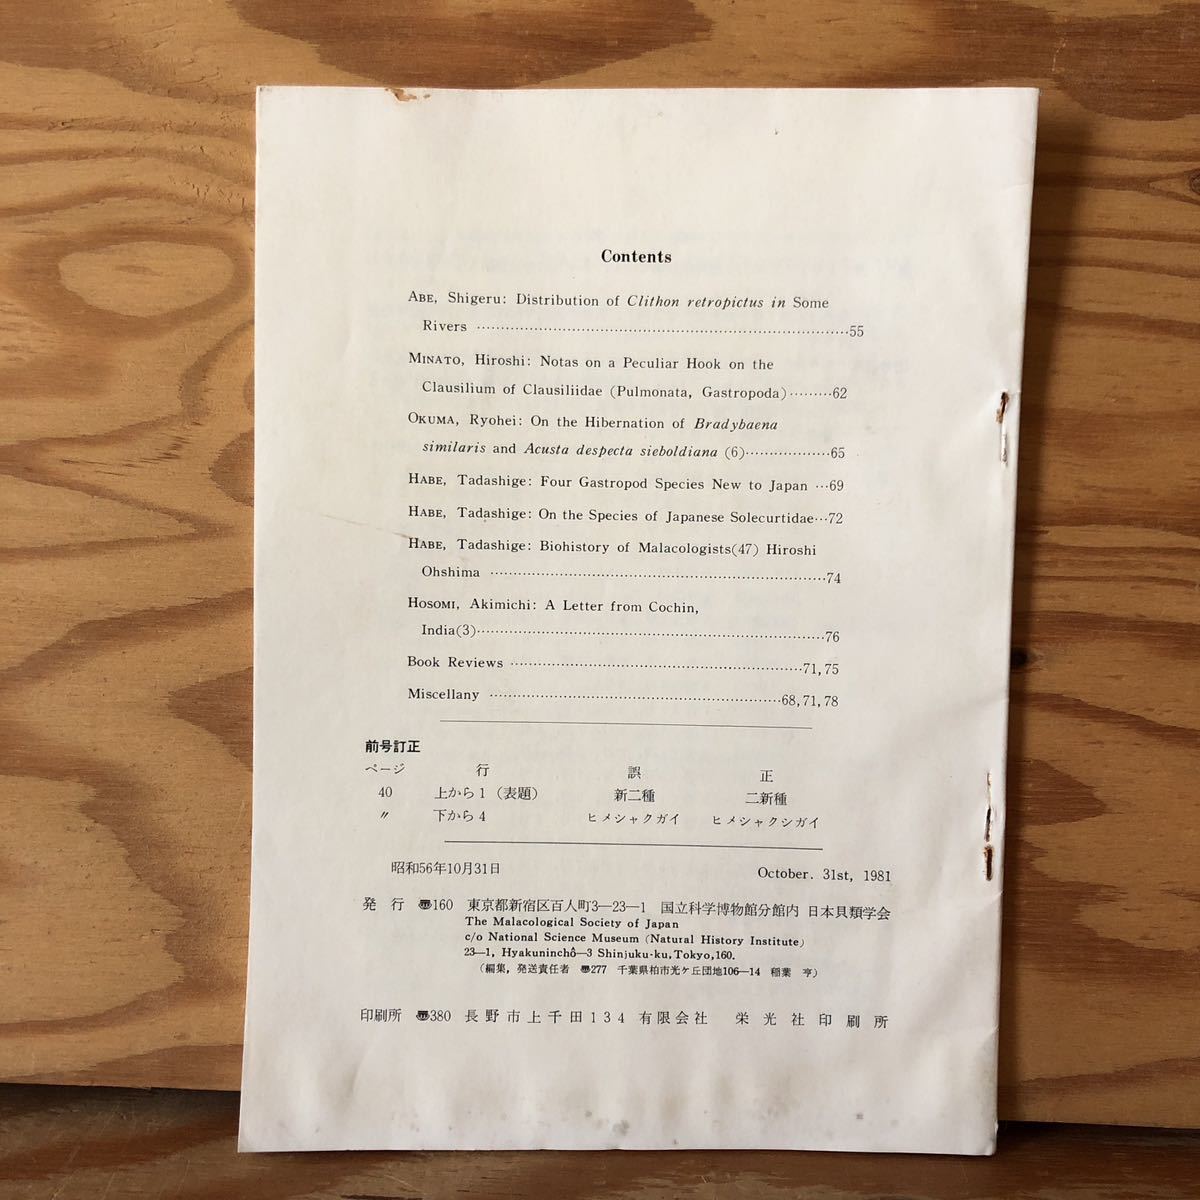 Contents
ABE, Shigeru: Distribution of Clithon retropictus in Some
Rivers ·····································································55
MINATO, Hiroshi: Notas on a Peculiar Hook on the
Clausilium of Clausiliidae (Pulmonata, Gastropoda)·········62
OKUMA, Ryohei: On the Hibernation of Bradybaena
similaris and Acusta despecta sieboldiana (6)··················65
HABE, Tadashige: Four Gastropod Species New to Japan ···69
HABE, Tadashige: On the Species of Japanese Solecurtidae···72
HABE, Tadashige: Biohistory of Malacologists(47) Hiroshi
Ohshima ·····································································74
HOSOMI, Akimichi: A Letter from Cochin,
India(3)·····································································76
Book Reviews ·····························································71,75
Miscellany ·····························································68,71,78
前号訂正
ページ 行 誤 正
40 上から1(表題) 新二種 二新種
〃 下から4 ヒメシャクガイ ヒメシャクシガイ
昭和56年10月31日 October. 31st, 1981
発行 〠160 東京都新宿区百人町3—23—1 国立科学博物館分館内 日本貝類学会
The Malacological Society of Japan
c/o National Science Museum (Natural History Institute)
23—1, Hyakuninchô—3 Shinjuku-ku, Tokyo, 160.
(編集, 発送責任者 〠277 千葉県柏市光ケ丘団地106—14 稲葉 亨)
印刷所 〠380 長野市上千田134 有限会社 栄光社印刷所